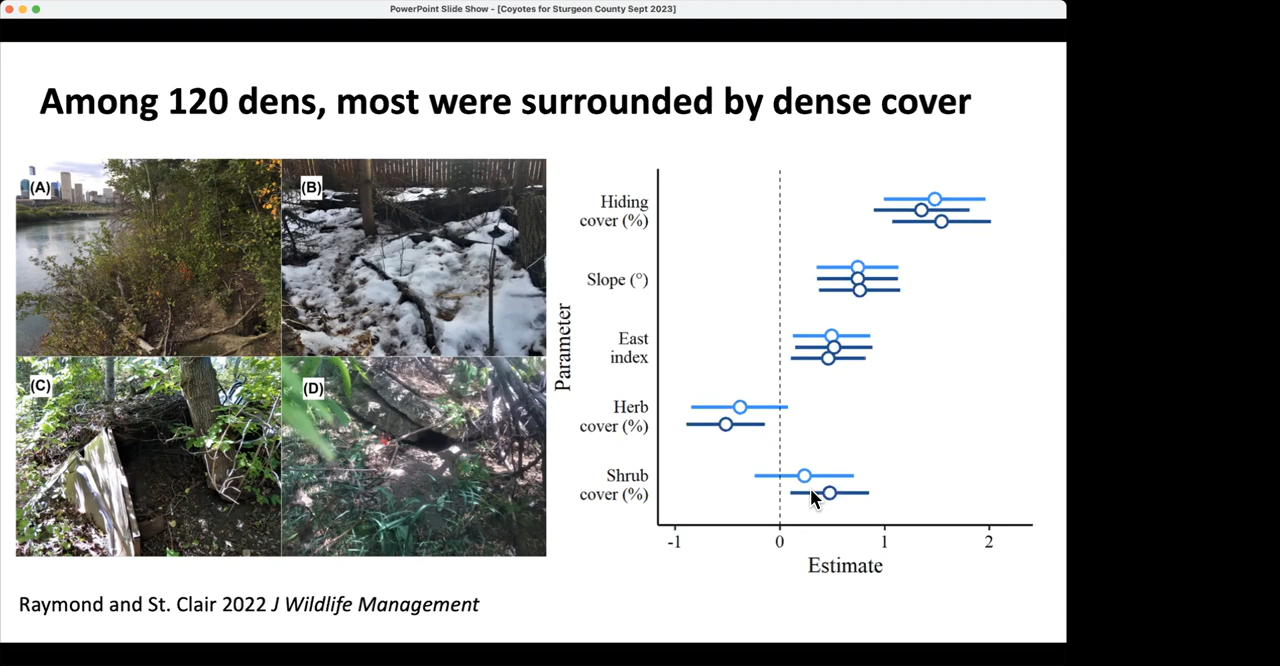 PowerPoint Slide Show - [Coyotes for Sturgeon County Sept 2023]
Among 120 dens, most were surrounded by dense cover
(A)
(B)
(C)
(D)
Parameter
Hiding
cover (%)
Slope (°)
East
index
Herb
cover (%)
Shrub
cover (%)
-1 0 1 2
Estimate
Raymond and St. Clair 2022 J Wildlife Management